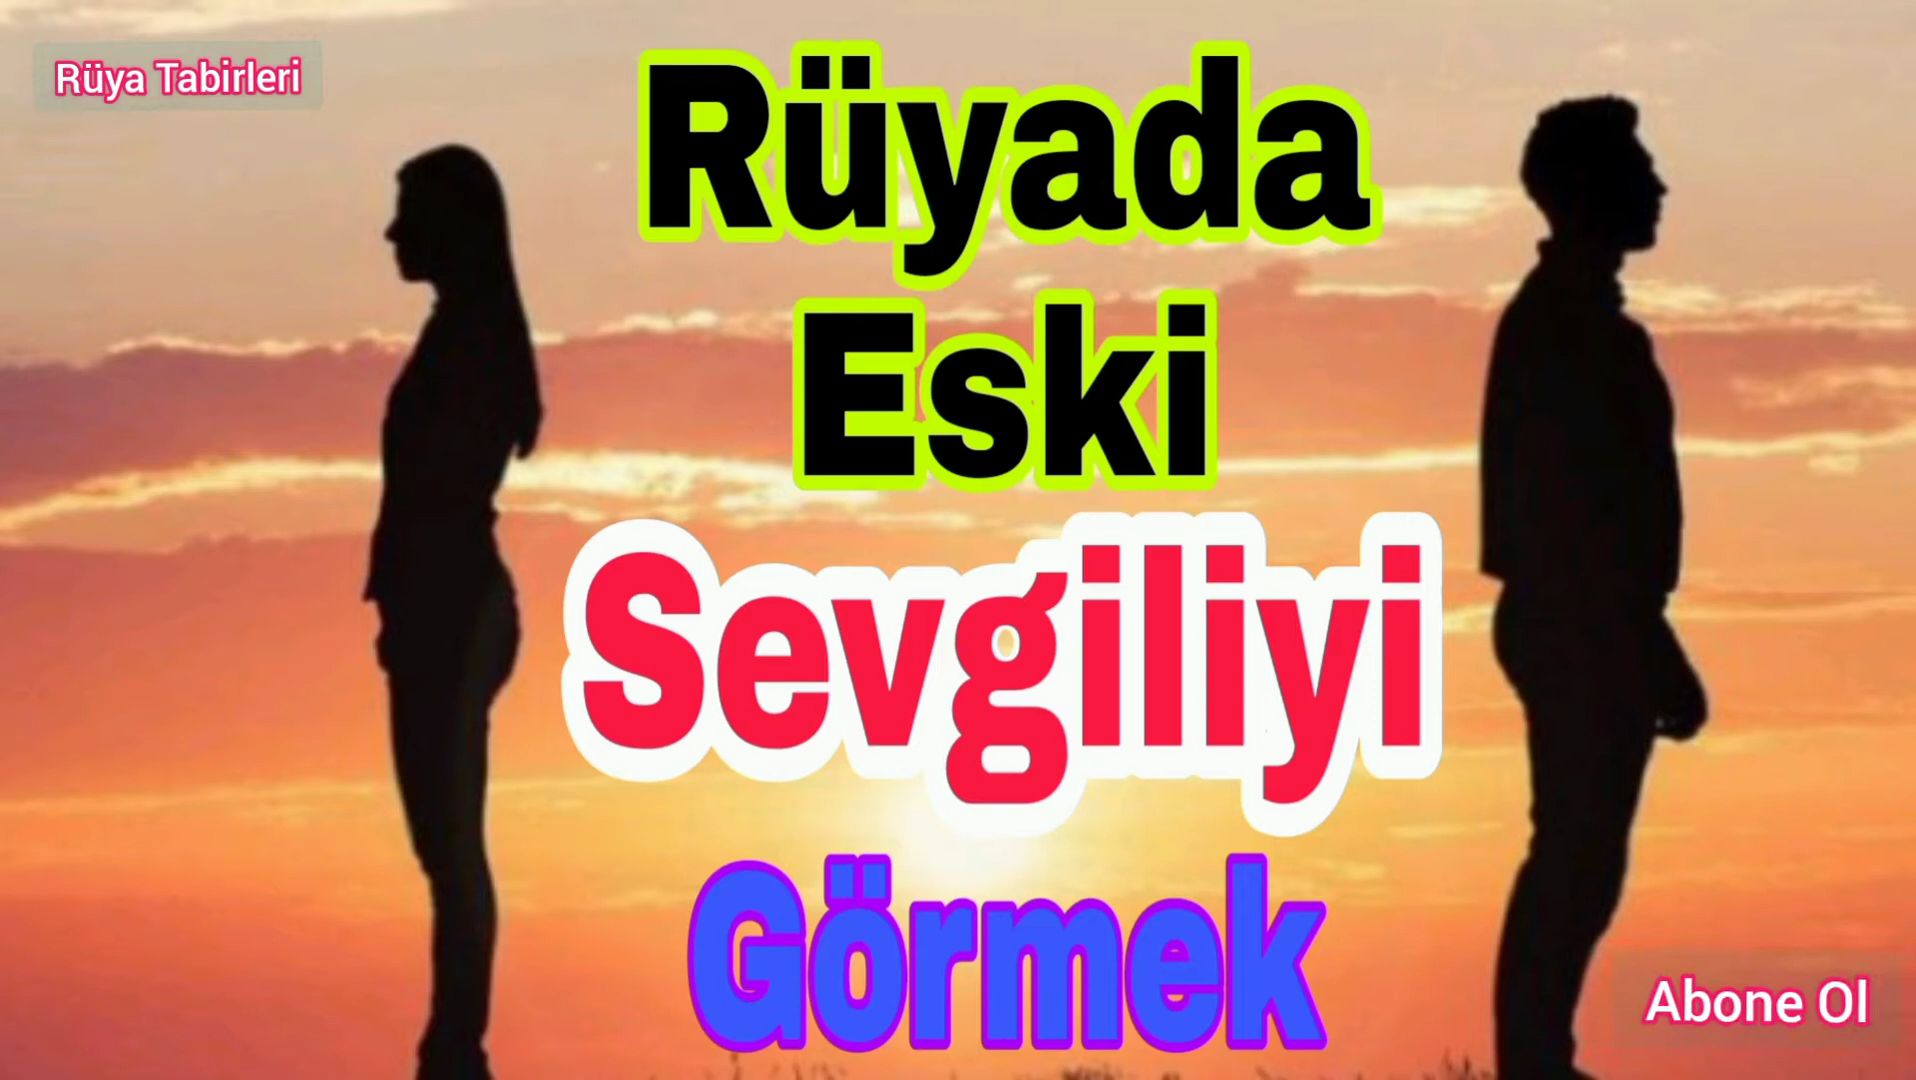 Rüya Tabirleri
Rüyada
Eski
Sevgiliyi
Görmek
Abone Ol